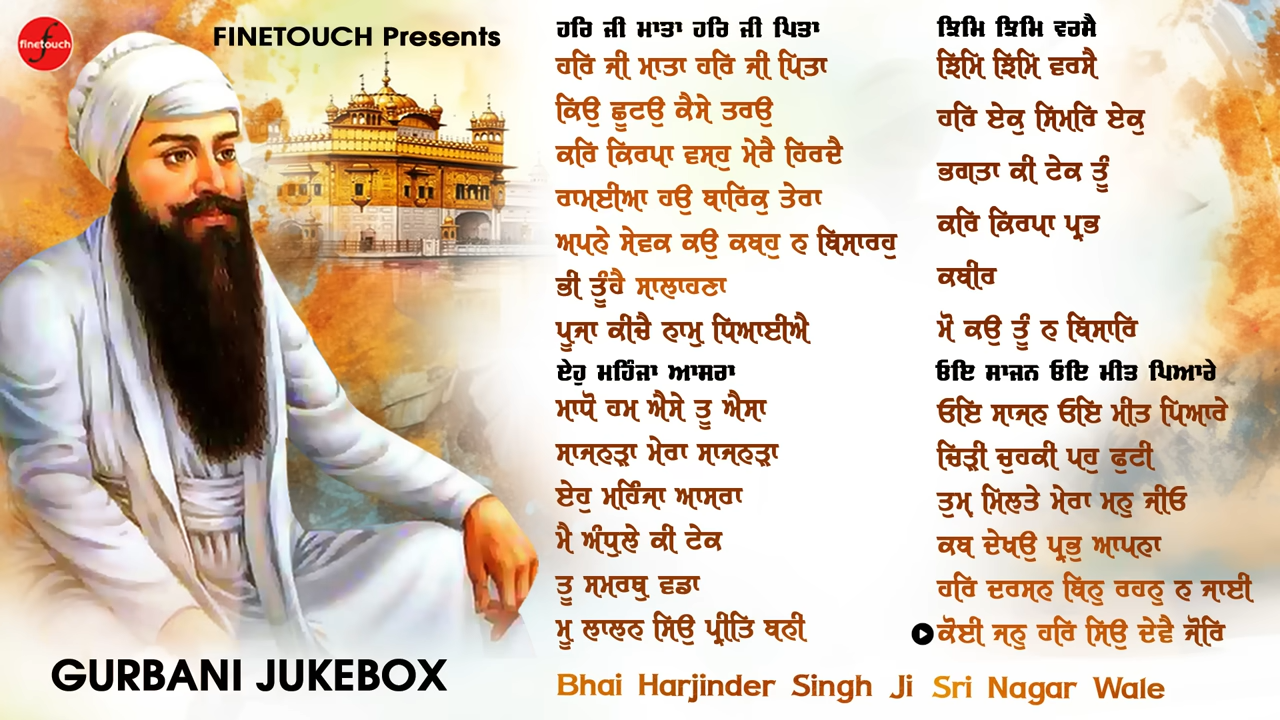 finetouch
FINETOUCH Presents
ਹਰਿ ਜੀ ਮਾਤਾ ਹਰਿ ਜੀ ਪਿਤਾ
ਹਰਿ ਜੀ ਮਾਤਾ ਹਰਿ ਜੀ ਪਿਤਾ
ਕਿਉ ਛੂਟਉ ਕੈਸੇ ਤਰਉ
ਕਰਿ ਕਿਰਪਾ ਵਸਹੁ ਮੇਰੈ ਹਿਰਦੈ
ਰਾਮਈਆ ਹਉ ਬਾਰਿਕੁ ਤੇਰਾ
ਅਪਨੇ ਸੇਵਕ ਕਉ ਕਬਹੁ ਨ ਬਿਸਾਰਹੁ
ਭੀ ਤੂੰਹੈ ਸਾਲਾਹਣਾ
ਪੂਜਾ ਕੀਚੈ ਨਾਮੁ ਧਿਆਈਐ
ਏਹੁ ਮਹਿੰਜਾ ਆਸਰਾ
ਮਾਧੋ ਹਮ ਐਸੇ ਤੂ ਐਸਾ
ਸਾਜਨੜਾ ਮੇਰਾ ਸਾਜਨੜਾ
ਏਹੁ ਮਹਿੰਜਾ ਆਸਰਾ
ਮੈ ਅੰਧੁਲੇ ਕੀ ਟੇਕ
ਤੂ ਸਮਰਥੁ ਵਡਾ
ਮੂ ਲਾਲਨ ਸਿਉ ਪ੍ਰੀਤਿ ਬਨੀ
ਝਿਮਿ ਝਿਮਿ ਵਰਸੈ
ਝਿਮਿ ਝਿਮਿ ਵਰਸੈ
ਹਰਿ ਏਕੁ ਸਿਮਰਿ ਏਕੁ
ਭਗਤਾ ਕੀ ਟੇਕ ਤੂੰ
ਕਰਿ ਕਿਰਪਾ ਪ੍ਰਭ
ਕਬੀਰ
ਮੋ ਕਉ ਤੂੰ ਨ ਬਿਸਾਰਿ
ਓਇ ਸਾਜਨ ਓਇ ਮੀਤ ਪਿਆਰੇ
ਓਇ ਸਾਜਨ ਓਇ ਮੀਤ ਪਿਆਰੇ
ਚਿੜੀ ਚੁਹਕੀ ਪਹੁ ਫੁਟੀ
ਤੁਮ੍ਹ ਮਿਲਤੇ ਮੇਰਾ ਮਨੁ ਜੀਓ
ਕਬ ਦੇਖਉ ਪ੍ਰਭੁ ਆਪਨਾ
ਹਰਿ ਦਰਸਨ ਬਿਨੁ ਰਹਨੁ ਨ ਜਾਈ
ਕੋਈ ਜਨੁ ਹਰਿ ਸਿਉ ਦੇਵੈ ਜੋਰਿ
GURBANI JUKEBOX
Bhai Harjinder Singh Ji Sri Nagar Wale